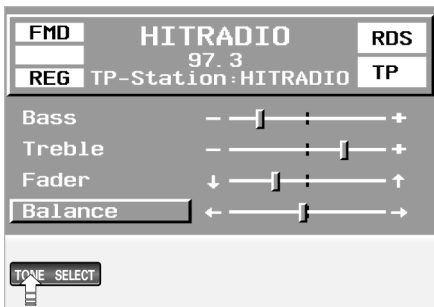 FMD
HITRADIO
RDS
97.3
REG
TP-Station:HITRADIO
TP
Bass
Treble
Fader
Balance
TONE SELECT